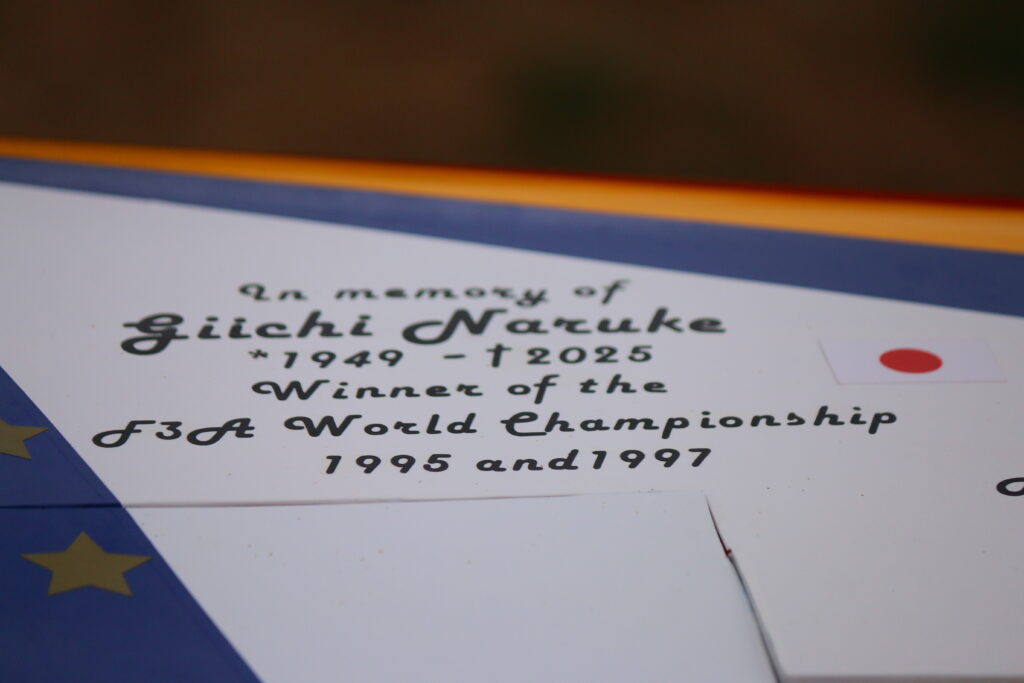 In memory of
Giichi Naruke
*1949 - †2025
Winner of the
F3A World Championship
1995 and1997